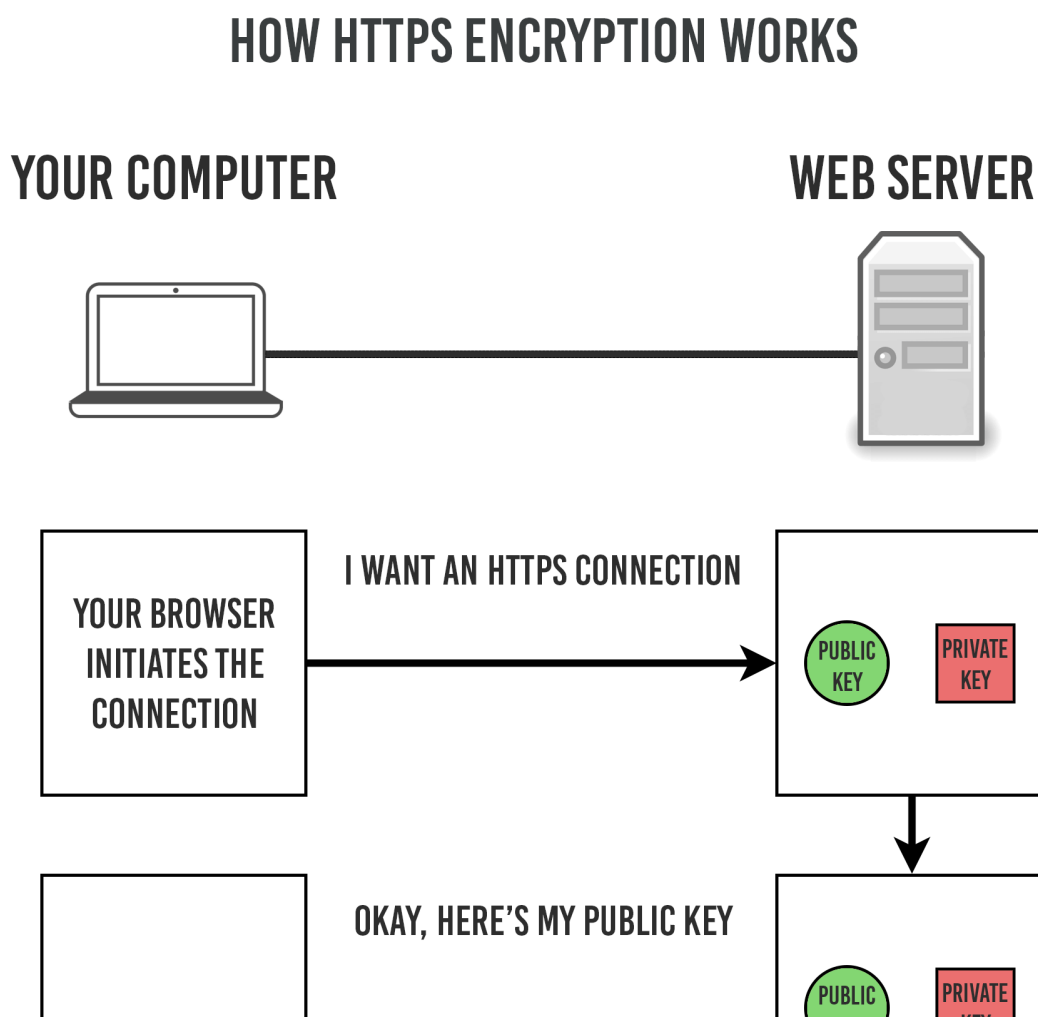 HOW HTTPS ENCRYPTION WORKS
YOUR COMPUTER
WEB SERVER
YOUR BROWSER
INITIATES THE
CONNECTION
I WANT AN HTTPS CONNECTION
PUBLIC
KEY
PRIVATE
KEY
OKAY, HERE'S MY PUBLIC KEY
PUBLIC
PRIVATE
KEY